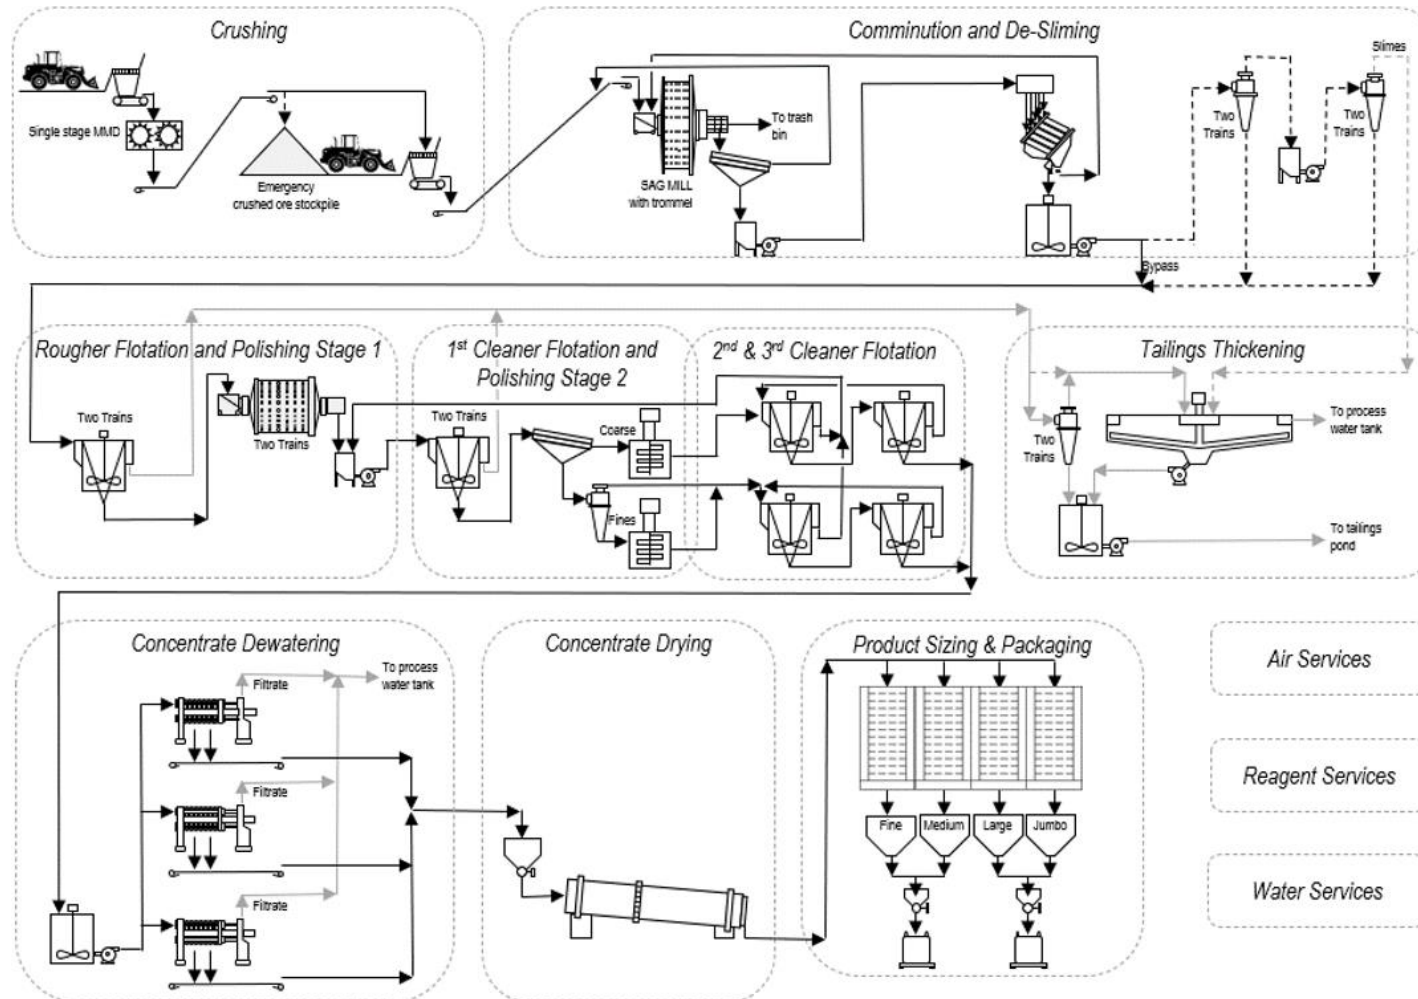 Crushing
Single stage MMD
Emergency
crushed ore stockpile
Comminution and De-Sliming
To trash
bin
SAG MILL
with trommel
Two
Trains
Two
Trains
Slimes
Bypass
Rougher Flotation and Polishing Stage 1
Two Trains
Two Trains
1st Cleaner Flotation and
Polishing Stage 2
Two Trains
Coarse
Fines
2nd & 3rd Cleaner Flotation
Tailings Thickening
Two
Trains
To process
water tank
To tailings
pond
Concentrate Dewatering
Filtrate
To process
water tank
Filtrate
Filtrate
Concentrate Drying
Product Sizing & Packaging
Fine
Medium
Large
Jumbo
Air Services
Reagent Services
Water Services